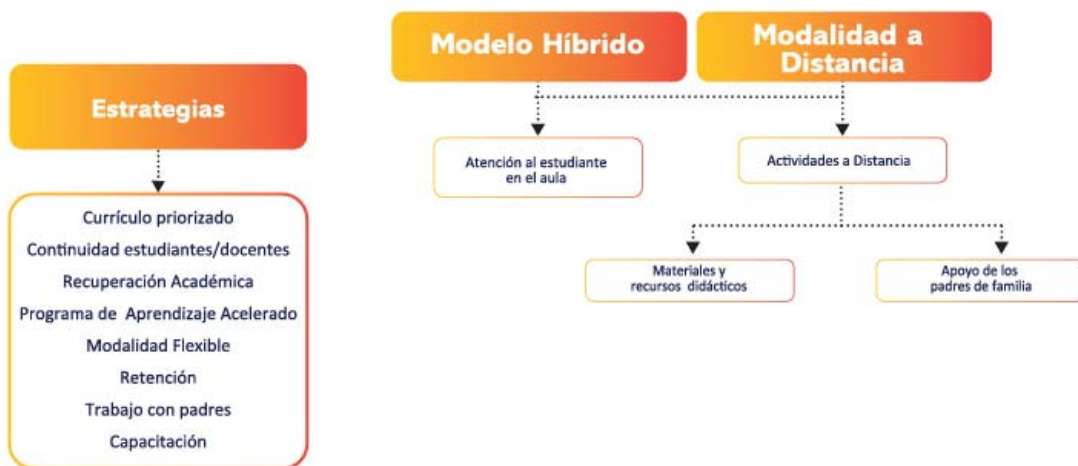 Estrategias
Currículo priorizado
Continuidad estudiantes/docentes
Recuperación Académica
Programa de Aprendizaje Acelerado
Modalidad Flexible
Retención
Trabajo con padres
Capacitación
Modelo Híbrido
Modalidad a
Distancia
Atención al estudiante
en el aula
Actividades a Distancia
Materiales y
recursos didácticos
Apoyo de los
padres de familia